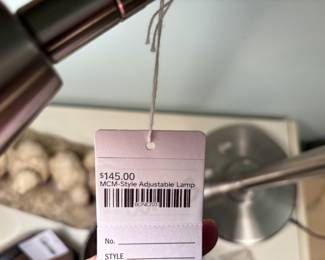 $145.00
MCM-Style Adjustable Lamp
No.
STYLE